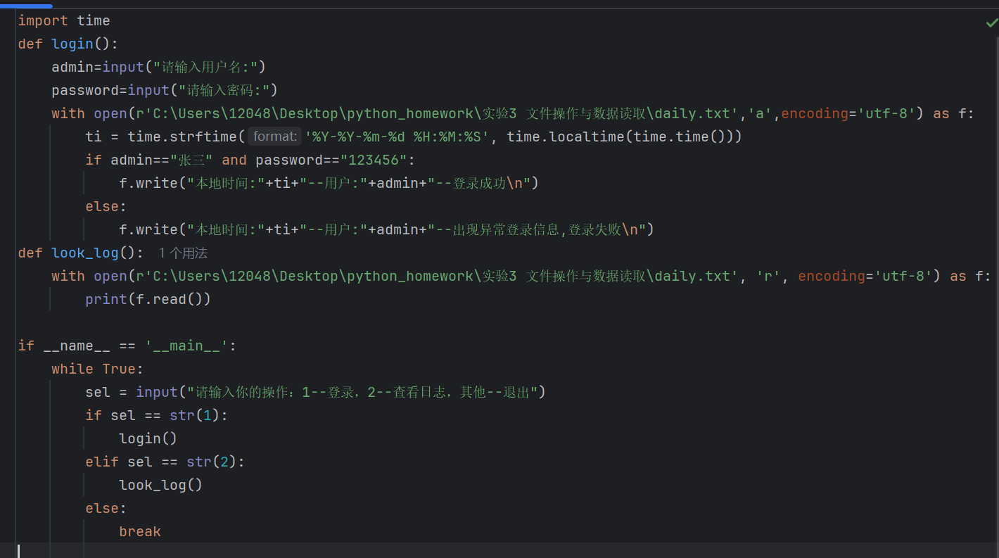 import time
def login():
    admin=input("请输入用户名:")
    password=input("请输入密码:")
    with open(r'C:\Users\12048\Desktop\python_homework\实验3 文件操作与数据读取\daily.txt','a',encoding='utf-8') as f:
        ti = time.strftime( format: '%Y-%Y-%m-%d %H:%M:%S', time.localtime(time.time()))
        if admin=="张三" and password=="123456":
            f.write("本地时间:"+ti+"--用户:"+admin+"--登录成功\n")
        else:
            f.write("本地时间:"+ti+"--用户:"+admin+"--出现异常登录信息,登录失败\n")
def look_log():  1 个用法
    with open(r'C:\Users\12048\Desktop\python_homework\实验3 文件操作与数据读取\daily.txt', 'r', encoding='utf-8') as f:
        print(f.read())

if __name__ == '__main__':
    while True:
        sel = input("请输入你的操作：1--登录，2--查看日志，其他--退出")
        if sel == str(1):
            login()
        elif sel == str(2):
            look_log()
        else:
            break